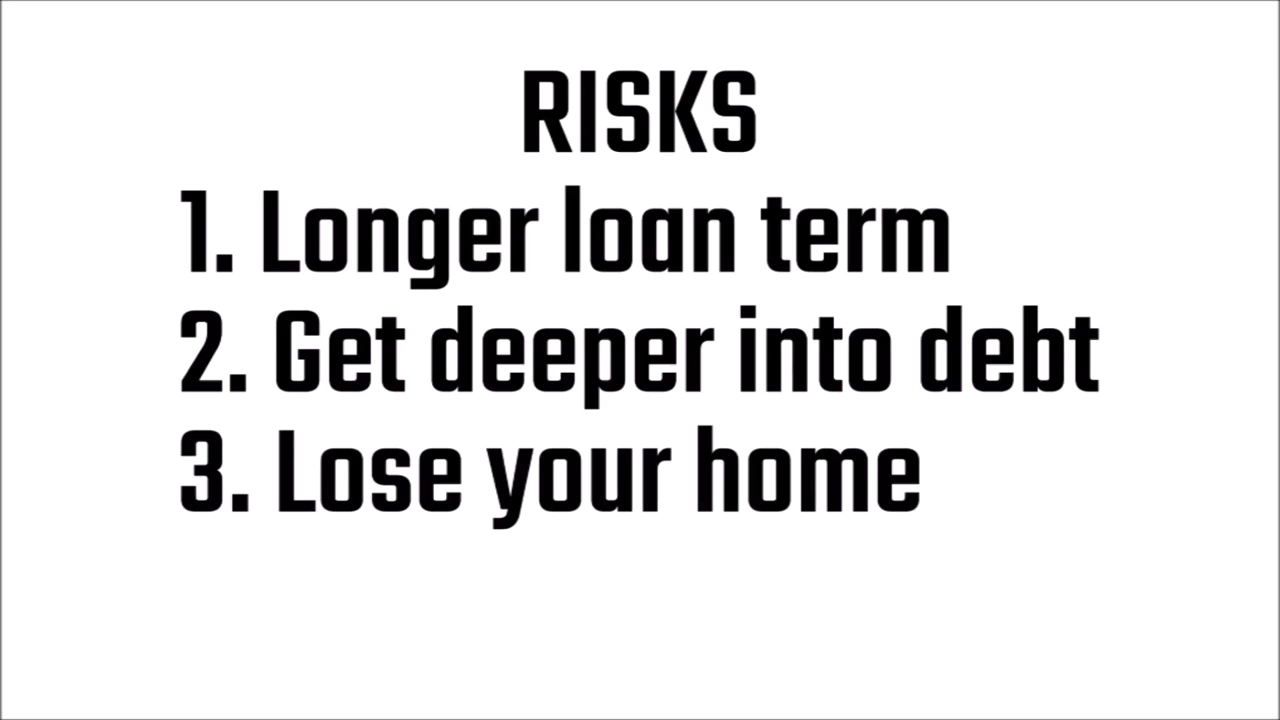 RISKS
1. Longer loan term
2. Get deeper into debt
3. Lose your home